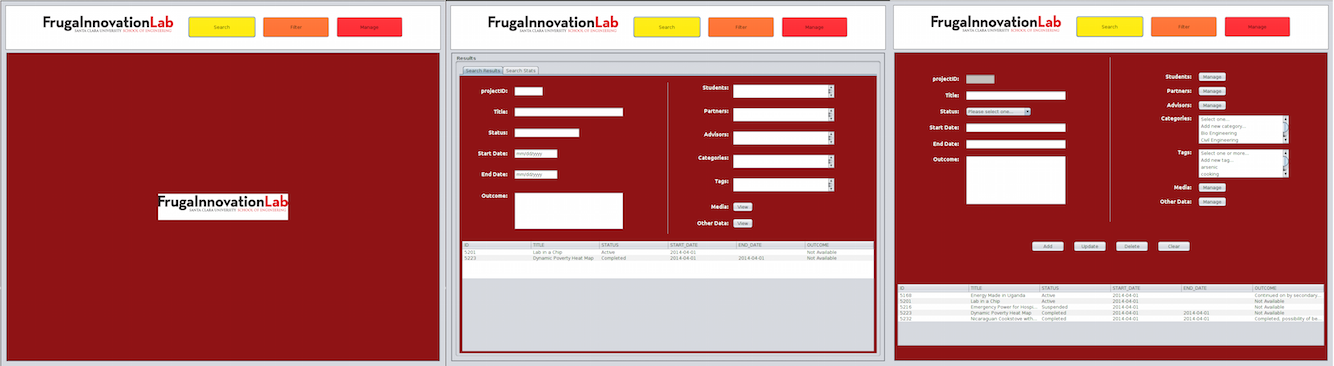 FrugaInnovationLab
SANTA CLARA UNIVERSITY SCHOOL OF ENGINEERING
Search
Filter
Manage
FrugaInnovationLab
SANTA CLARA UNIVERSITY SCHOOL OF ENGINEERING
FrugaInnovationLab
SANTA CLARA UNIVERSITY SCHOOL OF ENGINEERING
Search
Filter
Manage
Results
Search Results Search Stats
projectID:
Title:
Status:
Start Date: mm/dd/yyyy
End Date: mm/dd/yyyy
Outcome:
Students:
Partners:
Advisors:
Categories:
Tags:
Media: View
Other Data: View
ID TITLE STATUS START_DATE END_DATE OUTCOME
5201 Lab in a Chip Active 2014-04-01 Not Available
5223 Dynamic Poverty Heat Map Completed 2014-04-01 2014-04-01 Not Available
FrugaInnovationLab
SANTA CLARA UNIVERSITY SCHOOL OF ENGINEERING
Search
Filter
Manage
projectID:
Title:
Status: Please select one...
Start Date:
End Date:
Outcome:
Students: Manage
Partners: Manage
Advisors: Manage
Categories: Select one...
Add new category...
Bio Engineering
Civil Engineering
Tags: Select one or more...
Add new tag...
arsenic
cooking
Media: Manage
Other Data: Manage
Add Update Delete Clear
ID TITLE STATUS START_DATE END_DATE OUTCOME
5168 Energy Made in Uganda Active 2014-04-01 Continued on by secondary...
5201 Lab in a Chip Active 2014-04-01 Not Available
5218 Emergency Power for Hospi... Suspended 2014-04-01 Not Available
5223 Dynamic Poverty Heat Map Completed 2014-04-01 2014-04-01 Not Available
5232 Nicaraguan Cookstove with... Completed 2014-04-01 2014-04-01 Completed, possibility of be...